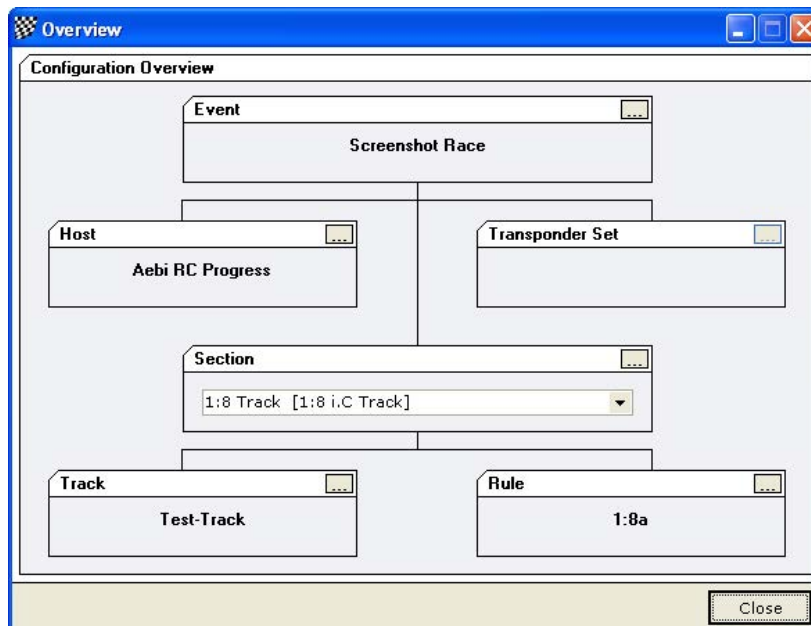 Overview
Configuration Overview
Event ...
Screenshot Race
Host ...
Transponder Set ...
Aebi RC Progress
Section ...
1:8 Track [1:8 i.C Track]
Track ...
Rule ...
Test-Track
1:8a
Close